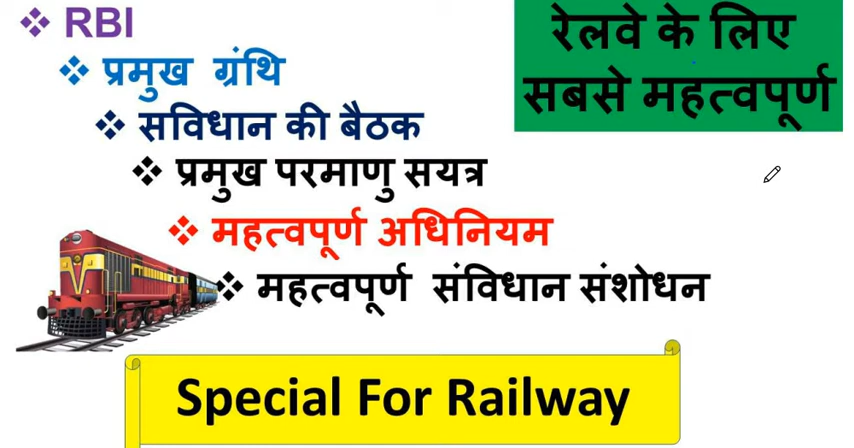 ❖ RBI
रेलवे के लिए
सबसे महत्वपूर्ण
❖ प्रमुख ग्रंथि
❖ सविधान की बैठक
❖ प्रमुख परमाणु सयत्र
❖ महत्वपूर्ण अधिनियम
❖ महत्वपूर्ण संविधान संशोधन
Special For Railway